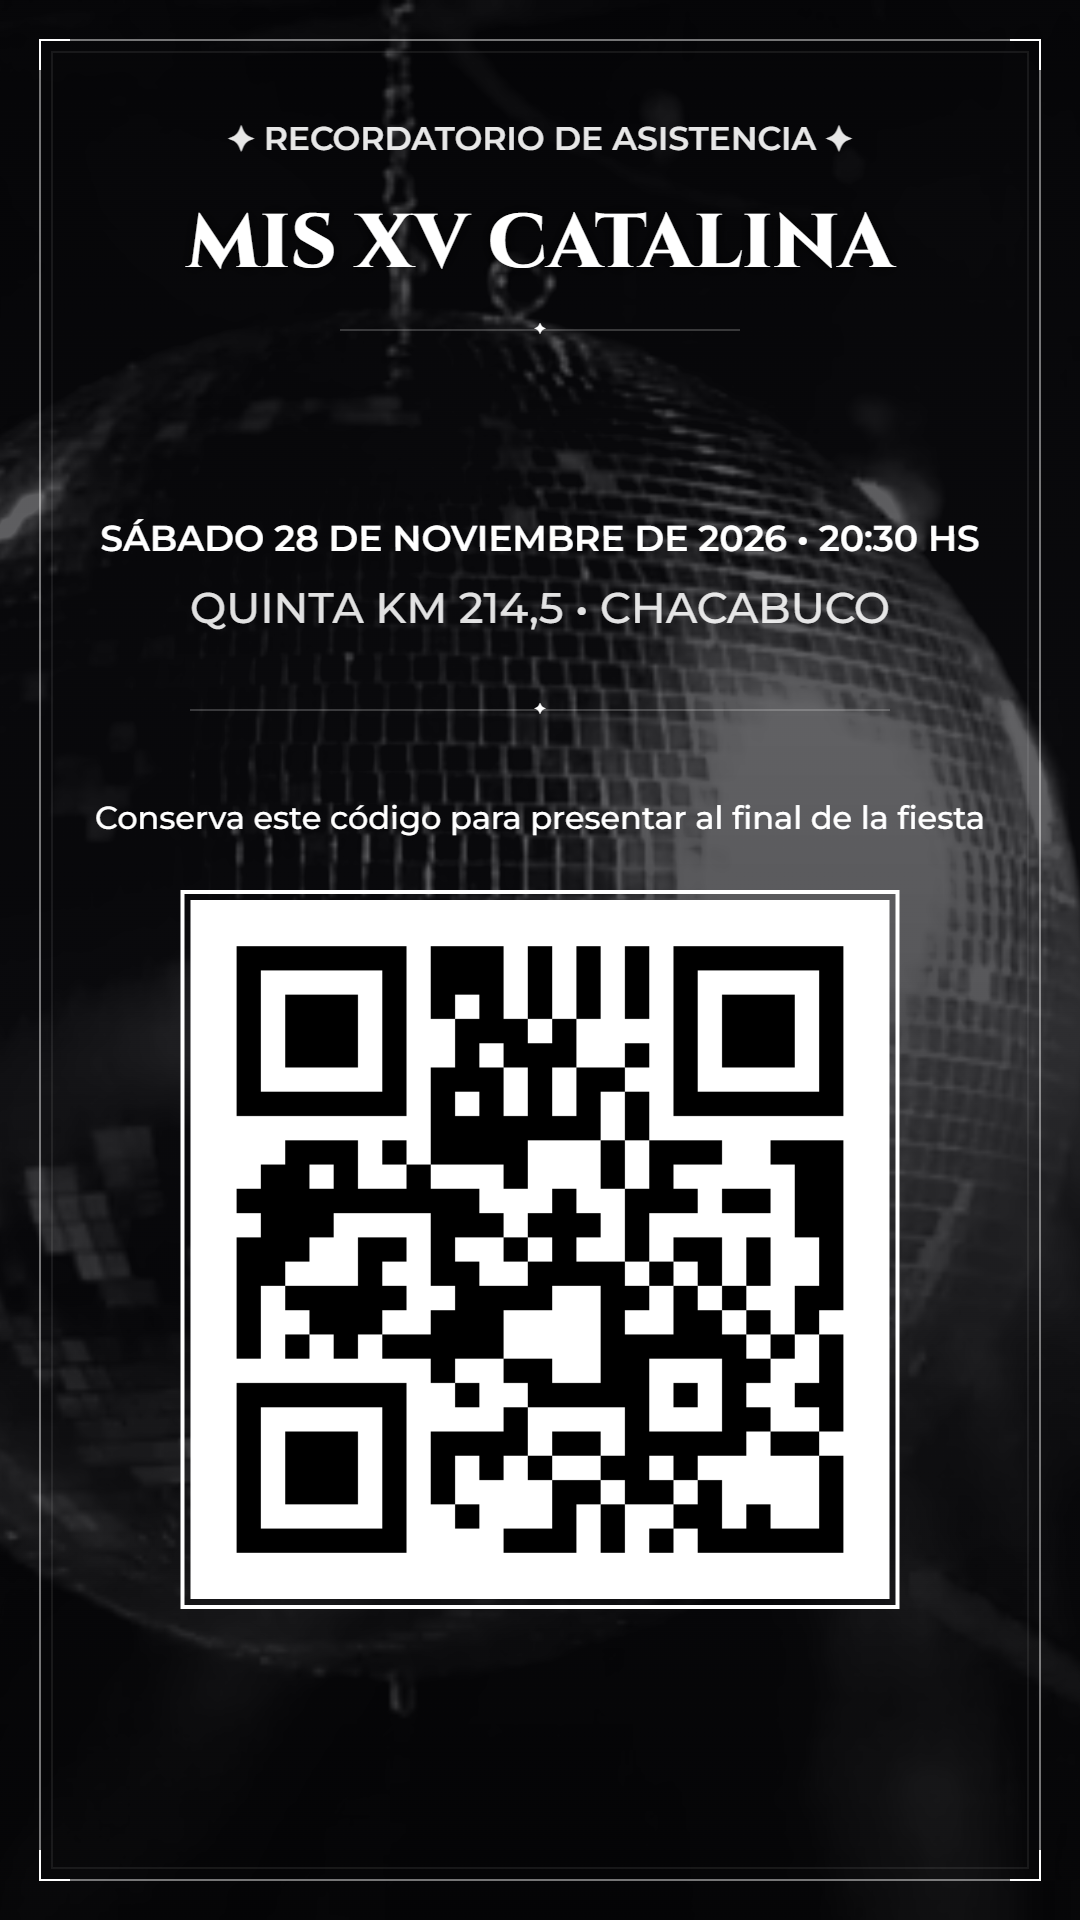 ✦ RECORDATORIO DE ASISTENCIA ✦
MIS XV CATALINA
SÁBADO 28 DE NOVIEMBRE DE 2026 • 20:30 HS
QUINTA KM 214,5 • CHACABUCO
Conserva este código para presentar al final de la fiesta